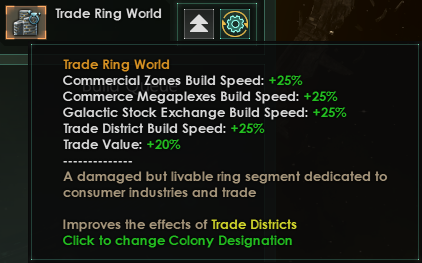 Trade Ring World
Trade Ring World
Commercial Zones Build Speed: +25%
Commerce Megaplexes Build Speed: +25%
Galactic Stock Exchange Build Speed: +25%
Trade District Build Speed: +25%
Trade Value: +20%
--------------
A damaged but livable ring segment dedicated to
consumer industries and trade
Improves the effects of Trade Districts
Click to change Colony Designation